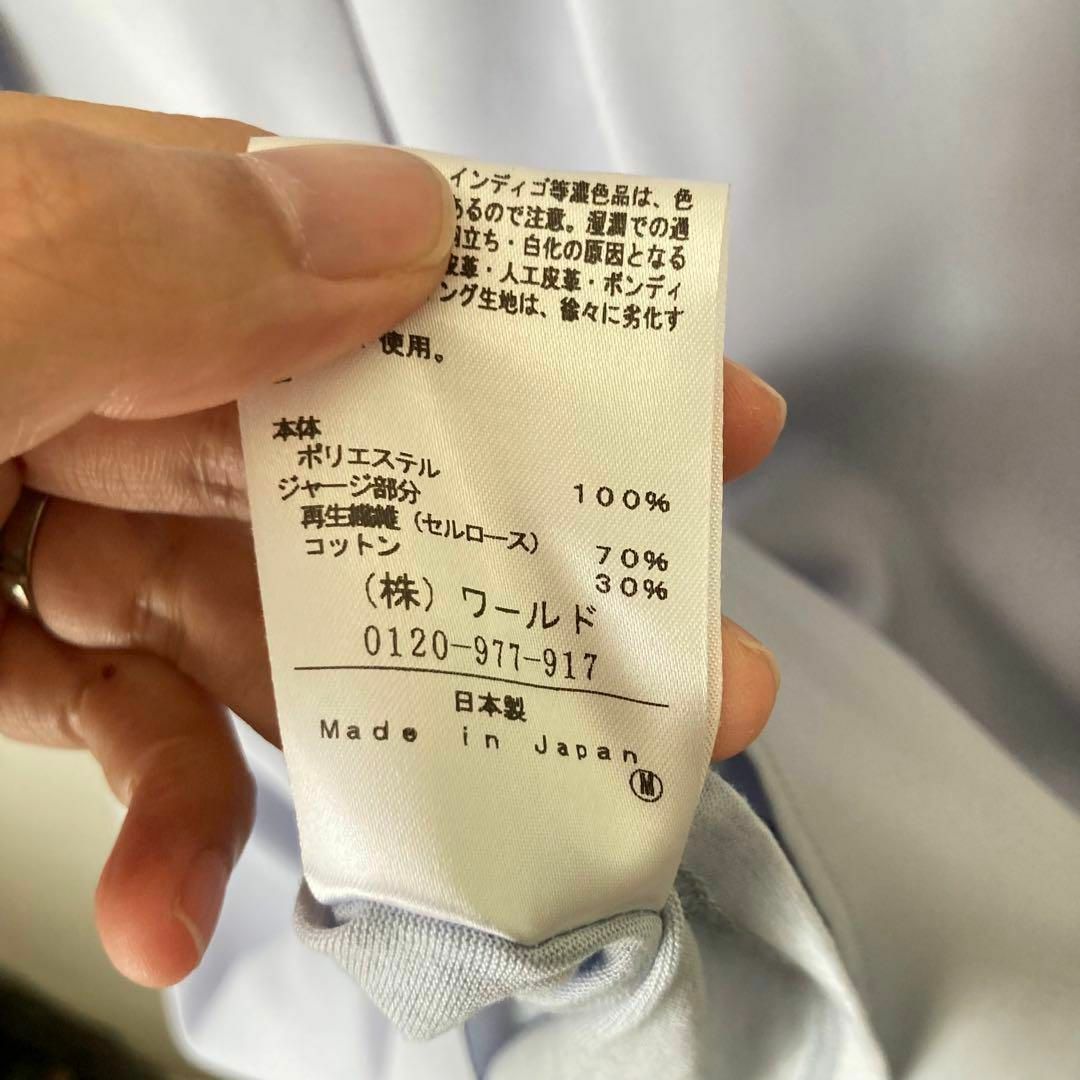 インディゴ等濃色品は、色
あるので注意。湿潤での過
羽立ち・白化の原因となる
皮革・人工皮革・ボンディ
ング生地は、徐々に劣化す
使用。
本体
ポリエステル 100%
ジャージ部分
再生繊維（セルロース） 70%
コットン 30%
（株）ワールド
0120-977-917
日本製
Made in Japan
Ⓜ